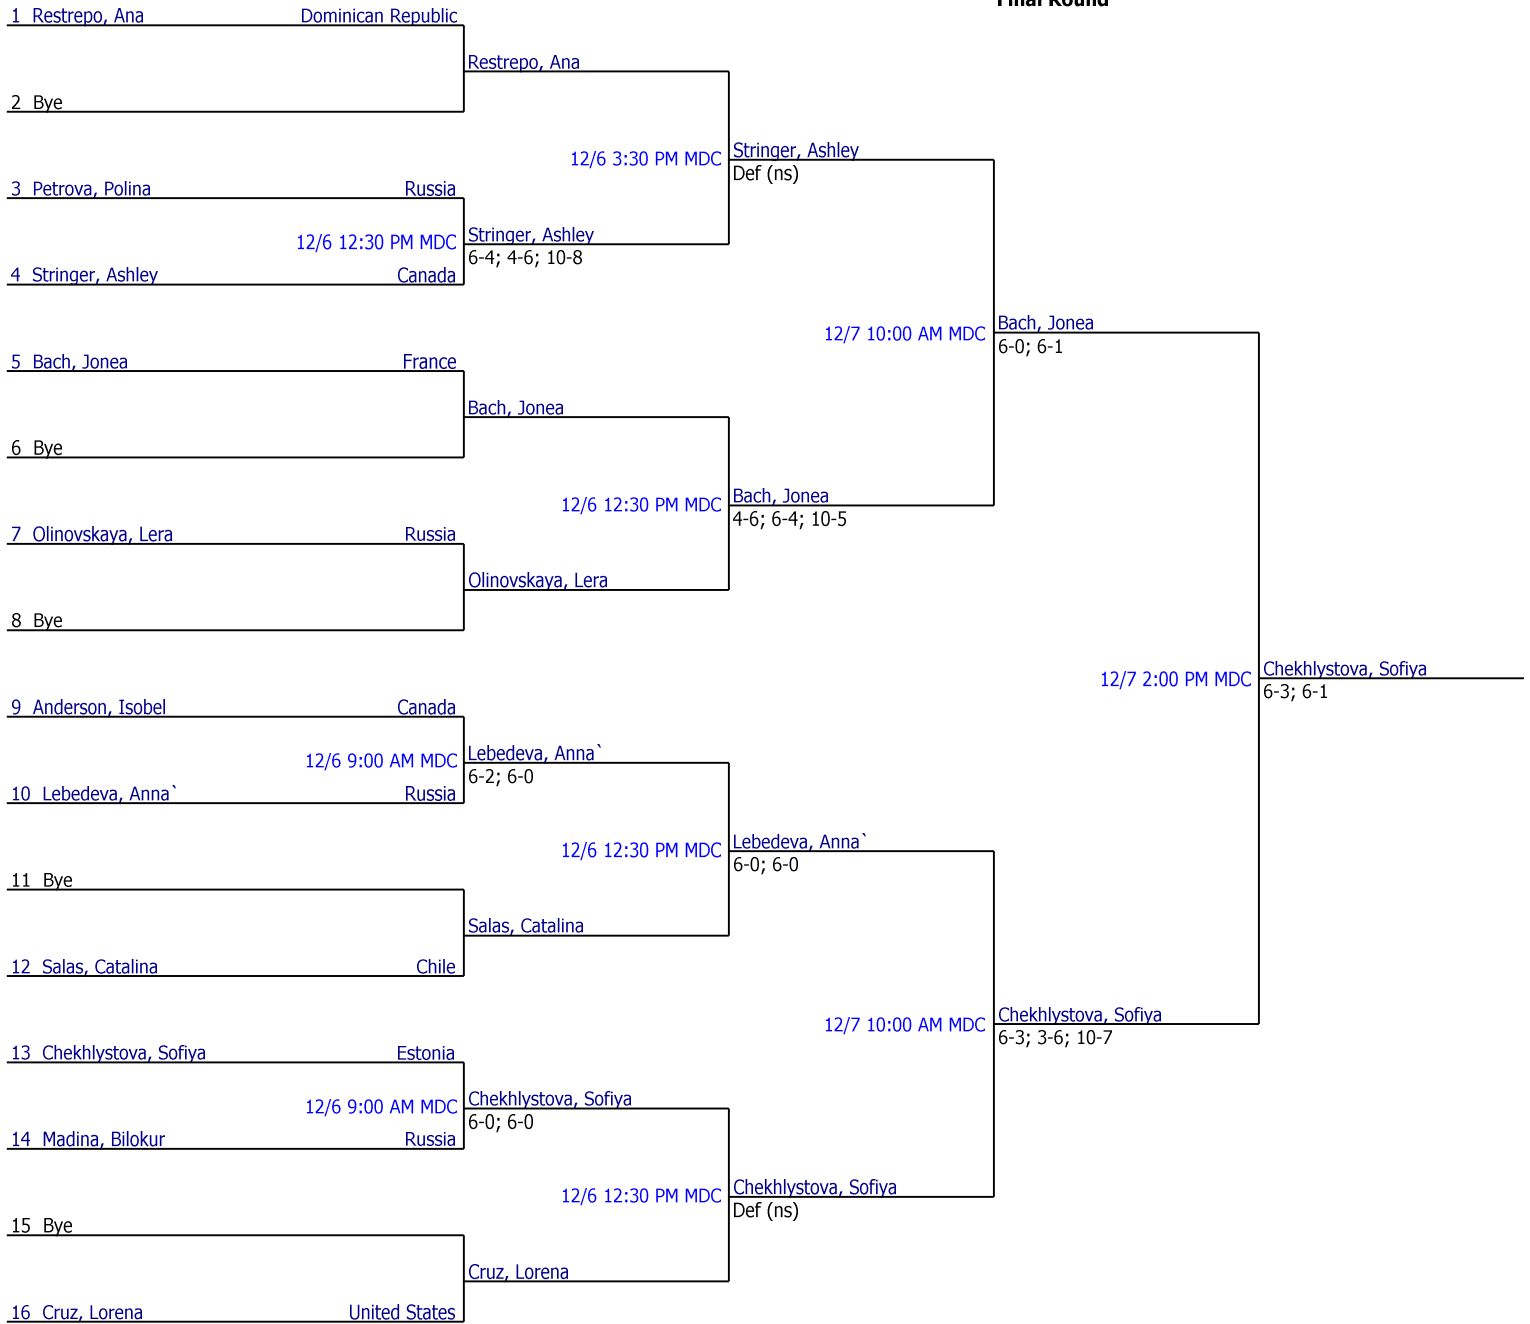 Final Round
1 Restrepo, Ana Dominican Republic
Restrepo, Ana
2 Bye
12/6 3:30 PM MDC Stringer, Ashley
Def (ns)
3 Petrova, Polina Russia
12/6 12:30 PM MDC Stringer, Ashley
6-4; 4-6; 10-8
4 Stringer, Ashley Canada
12/7 10:00 AM MDC Bach, Jonea
6-0; 6-1
5 Bach, Jonea France
Bach, Jonea
6 Bye
12/6 12:30 PM MDC Bach, Jonea
4-6; 6-4; 10-5
7 Olinovskaya, Lera Russia
Olinovskaya, Lera
8 Bye
12/7 2:00 PM MDC Chekhlystova, Sofiya
6-3; 6-1
9 Anderson, Isobel Canada
12/6 9:00 AM MDC Lebedeva, Anna`
6-2; 6-0
10 Lebedeva, Anna` Russia
12/6 12:30 PM MDC Lebedeva, Anna`
6-0; 6-0
11 Bye
Salas, Catalina
12 Salas, Catalina Chile
12/7 10:00 AM MDC Chekhlystova, Sofiya
6-3; 3-6; 10-7
13 Chekhlystova, Sofiya Estonia
12/6 9:00 AM MDC Chekhlystova, Sofiya
6-0; 6-0
14 Madina, Bilokur Russia
12/6 12:30 PM MDC Chekhlystova, Sofiya
Def (ns)
15 Bye
Cruz, Lorena
16 Cruz, Lorena United States